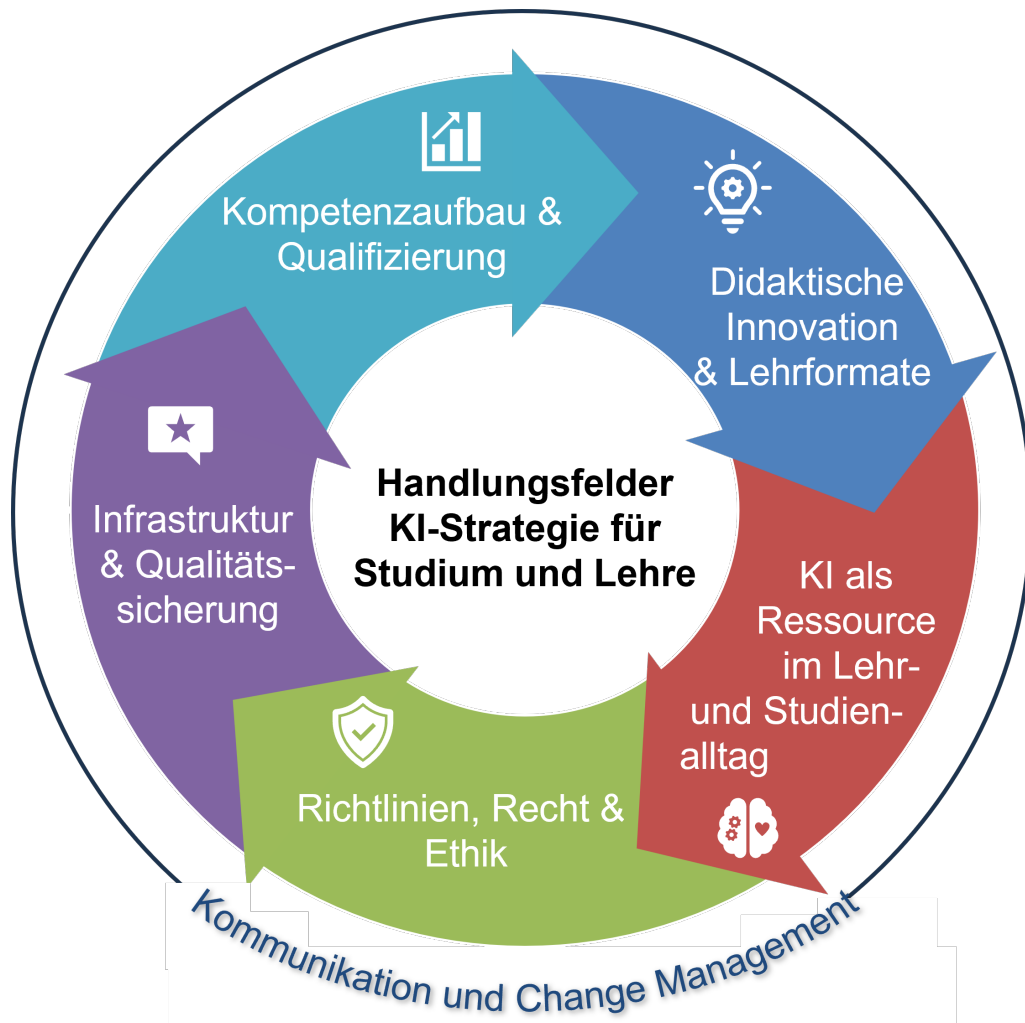 Kompetenzaufbau &
Qualifizierung
Didaktische
Innovation
& Lehrformate
Handlungsfelder
KI-Strategie für
Studium und Lehre
Infrastruktur
& Qualitäts-
sicherung
KI als
Ressource
im Lehr-
und Studien-
alltag
Richtlinien, Recht &
Ethik
Kommunikation und Change Management